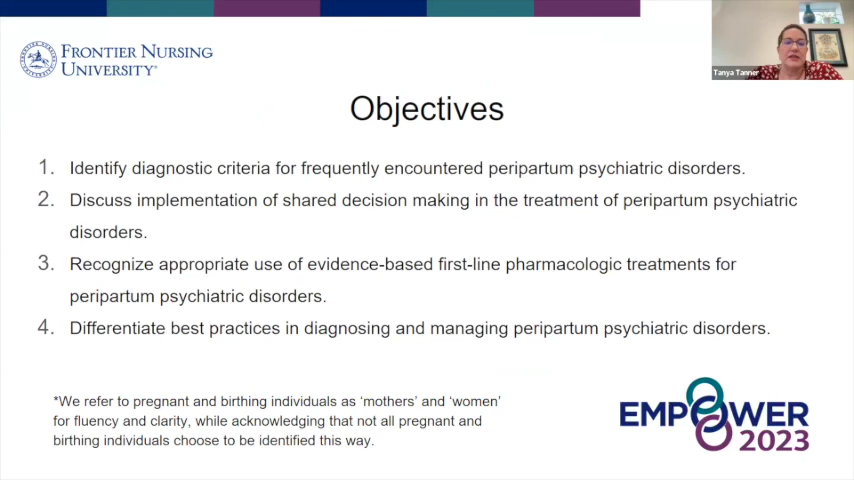 FRONTIER NURSING
UNIVERSITY®
Tanya Tanner
Objectives
1. Identify diagnostic criteria for frequently encountered peripartum psychiatric disorders.
2. Discuss implementation of shared decision making in the treatment of peripartum psychiatric
disorders.
3. Recognize appropriate use of evidence-based first-line pharmacologic treatments for
peripartum psychiatric disorders.
4. Differentiate best practices in diagnosing and managing peripartum psychiatric disorders.
*We refer to pregnant and birthing individuals as ‘mothers’ and ‘women’
for fluency and clarity, while acknowledging that not all pregnant and
birthing individuals choose to be identified this way.
EMPOWER
2023